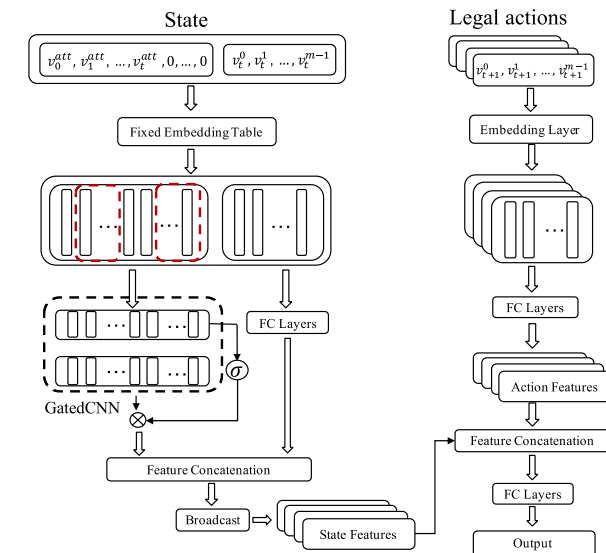 State
Legal actions
v_0^{att}, v_1^{att}, ..., v_t^{att}, 0, ..., 0
v_t^0, v_t^1, ..., v_t^{m-1}
v_{t+1}^0, v_{t+1}^1, ..., v_{t+1}^{m-1}
Fixed Embedding Table
Embedding Layer
...
...
...
...
FC Layers
FC Layers
...
...
...
...
σ
GatedCNN
Action Features
Feature Concatenation
Feature Concatenation
Broadcast
State Features
FC Layers
Output